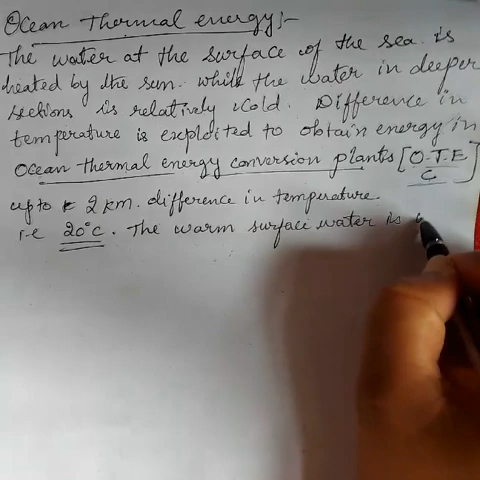 Ocean thermal energy:-
The water at the surface of the sea is
heated by the sun. while the water in deeper
sections is relatively cold. Difference in
temperature is exploited to obtain energy in
Ocean thermal energy conversion plants [O.T.E
C]
up to 2 km. difference in temperature.
i.e 20°C. The warm surface water is